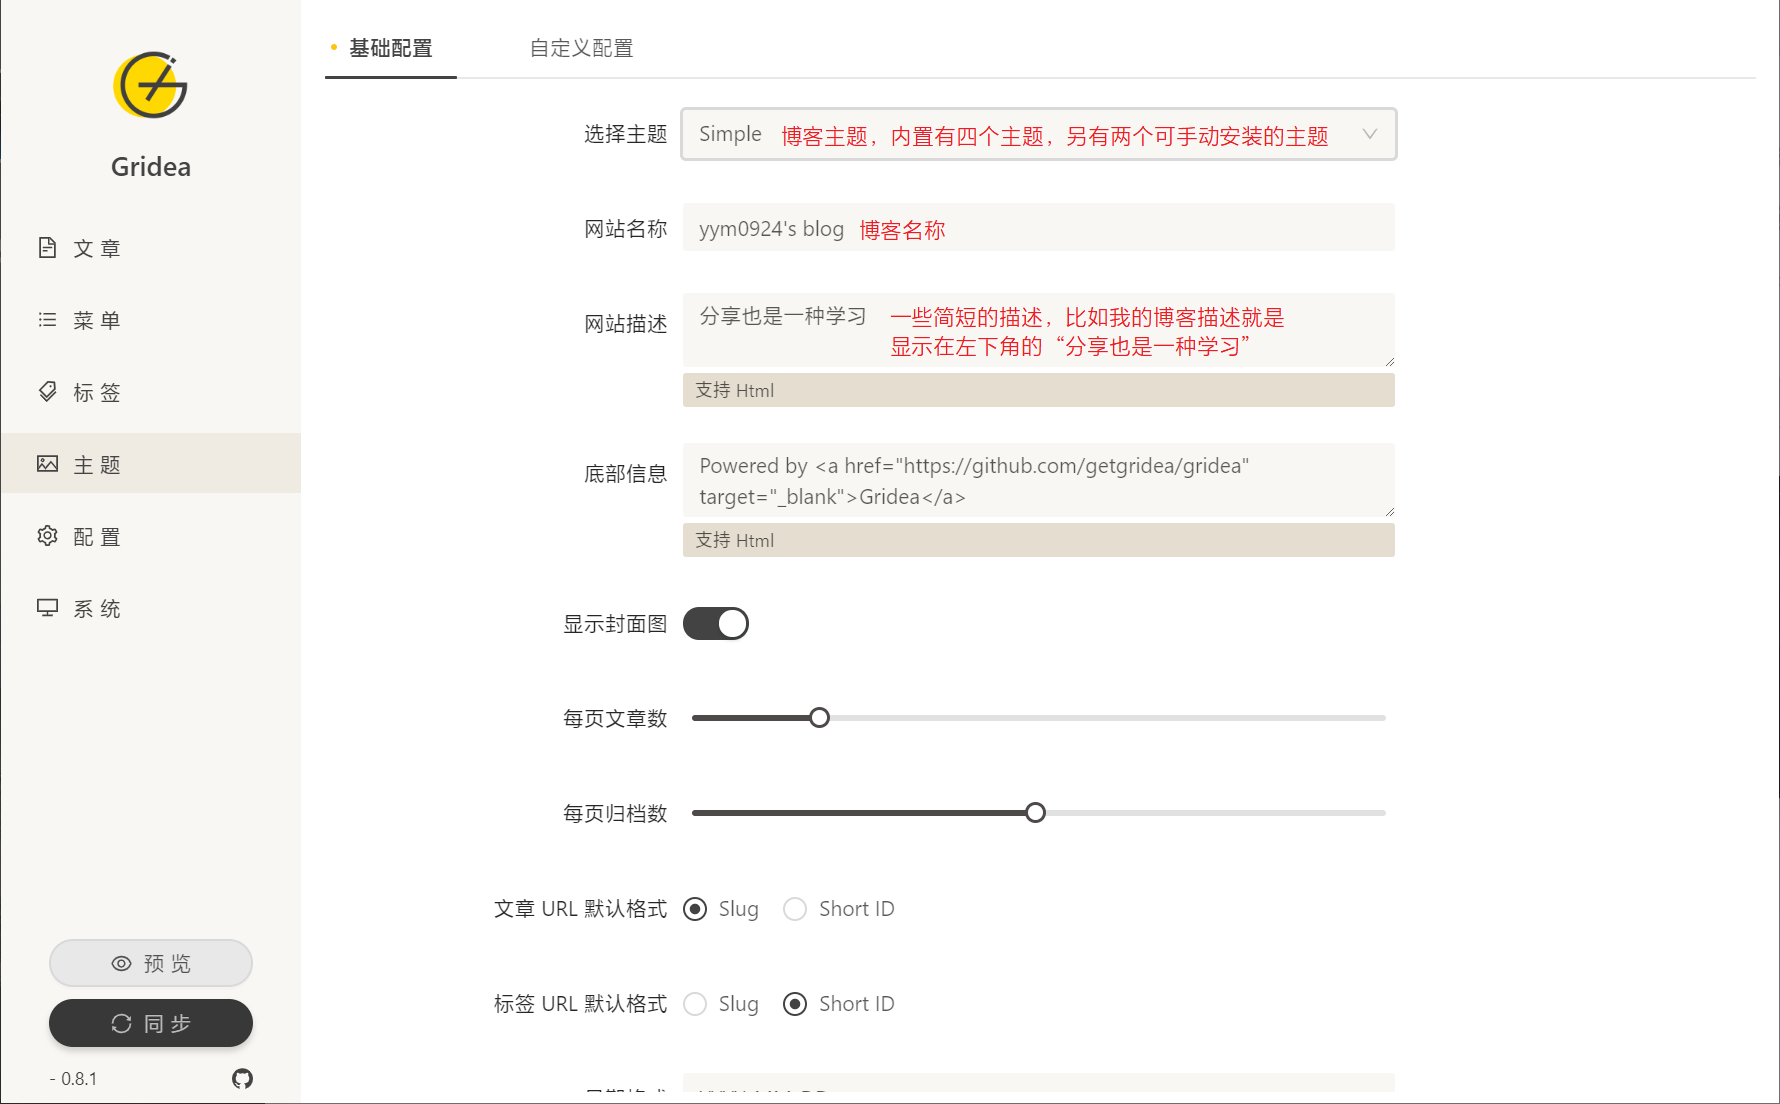 Gridea
文章
菜单
标签
主题
配置
系统
预览
同步
- 0.8.1
基础配置
自定义配置
选择主题
Simple
博客主题，内置有四个主题，另有两个可手动安装的主题
网站名称
yym0924's blog
博客名称
网站描述
分享也是一种学习
一些简短的描述，比如我的博客描述就是
显示在左下角的“分享也是一种学习”
支持 Html
底部信息
Powered by <a href="https://github.com/getgridea/gridea"
target="_blank">Gridea</a>
支持 Html
显示封面图
每页文章数
每页归档数
文章 URL 默认格式
Slug
Short ID
标签 URL 默认格式
Slug
Short ID